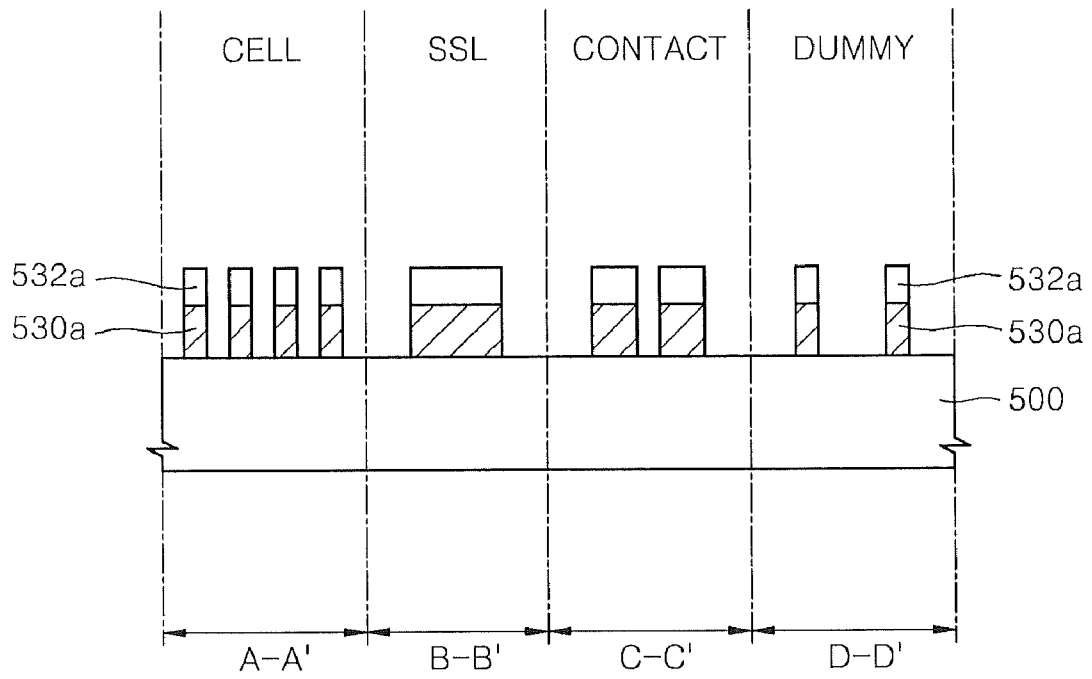 CELL SSL CONTACT DUMMY
532a 532a
530a 530a
500
A-A' B-B' C-C' D-D'